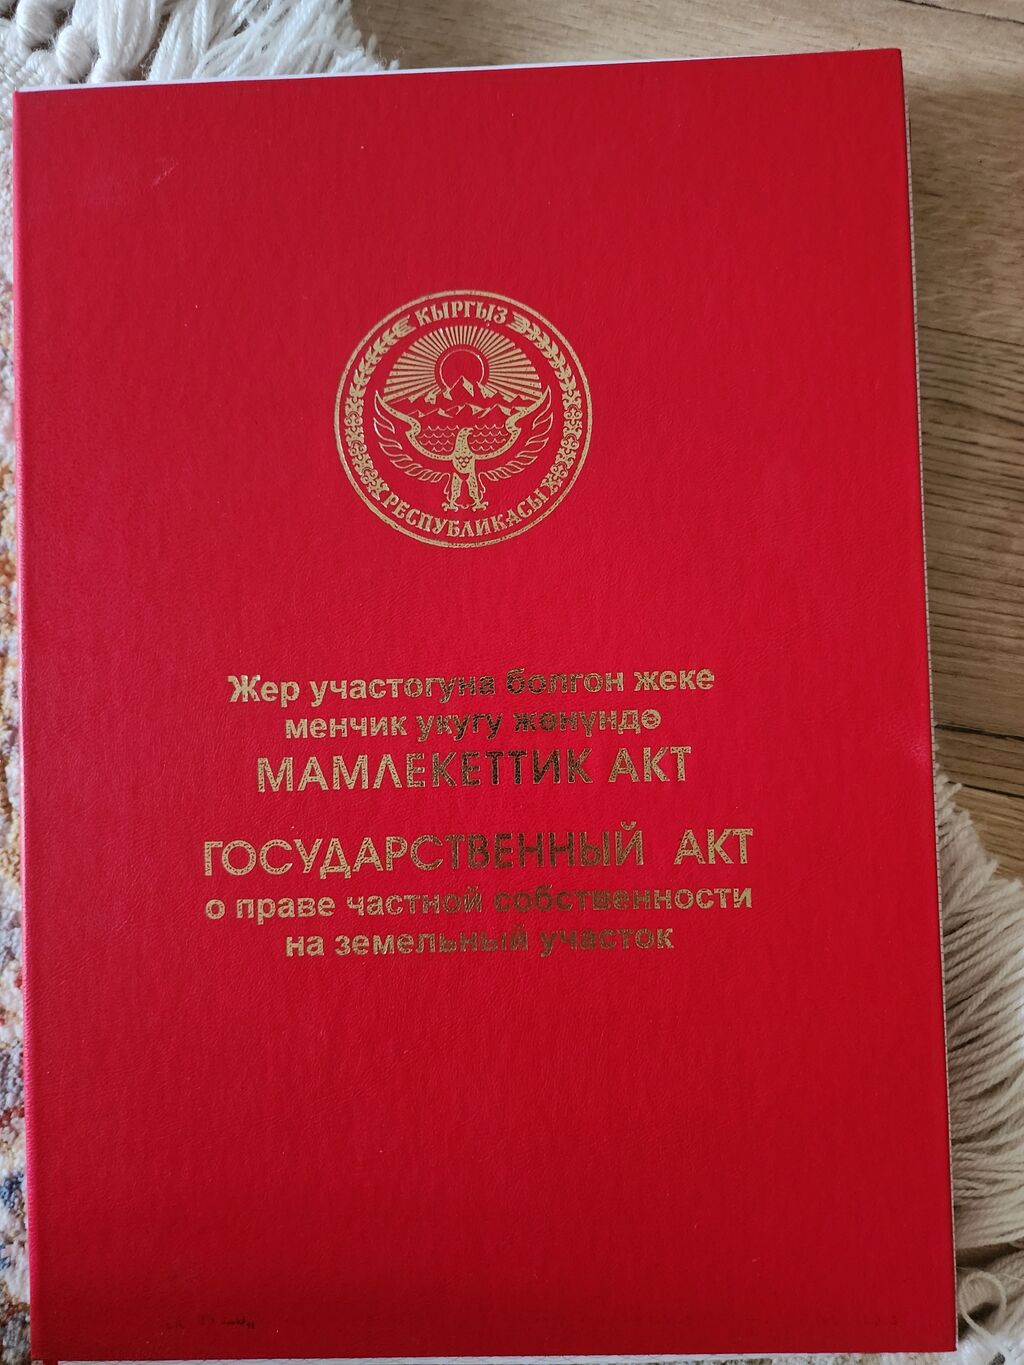 КЫРГЫЗ
РЕСПУБЛИКАСЫ
Жер участогуна болгон жеке
менчик укугу жөнүндө
МАМЛЕКЕТТИК АКТ
ГОСУДАРСТВЕННЫЙ АКТ
о праве частной собственности
на земельный участок